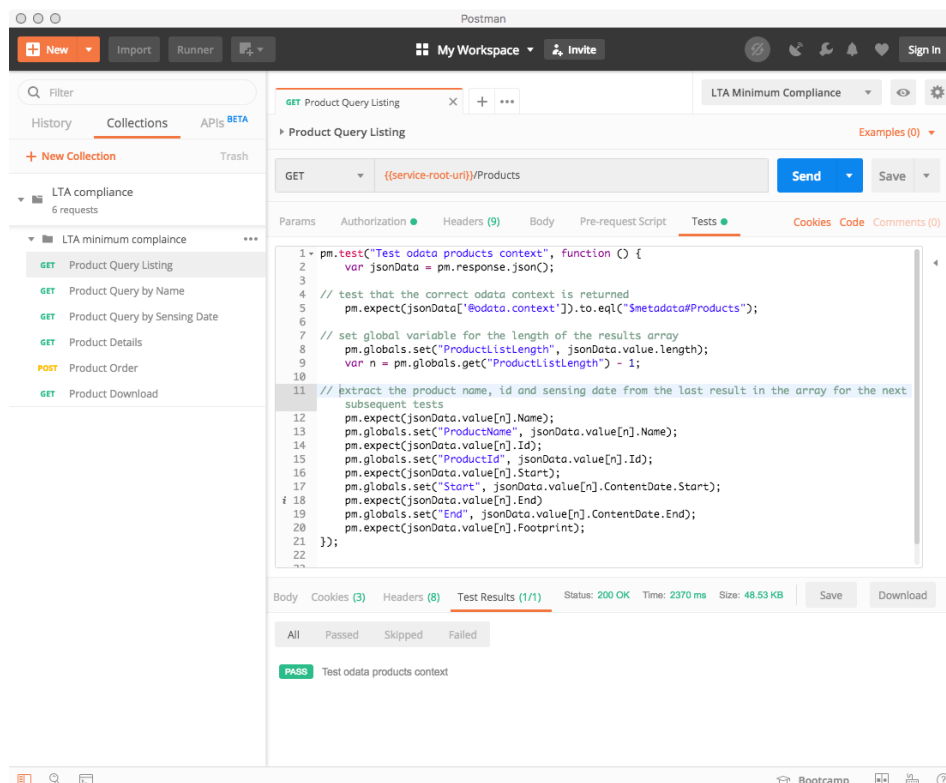 Postman
New Import Runner My Workspace Invite Sign In
Filter
History Collections APIs BETA
+ New Collection Trash
LTA compliance
6 requests
LTA minimum complaince
GET Product Query Listing
GET Product Query by Name
GET Product Query by Sensing Date
GET Product Details
POST Product Order
GET Product Download
GET Product Query Listing LTA Minimum Compliance
Product Query Listing Examples (0)
GET {{service-root-uri}}/Products Send Save
Params Authorization Headers (9) Body Pre-request Script Tests Cookies Code Comments (0)
1 pm.test("Test odata products context", function () {
2 var jsonData = pm.response.json();
3
4 // test that the correct odata context is returned
5 pm.expect(jsonData['@odata.context']).to.eql("$metadata#Products");
6
7 // set global variable for the length of the results array
8 pm.globals.set("ProductListLength", jsonData.value.length);
9 var n = pm.globals.get("ProductListLength") - 1;
10
11 // extract the product name, id and sensing date from the last result in the array for the next
subsequent tests
12 pm.expect(jsonData.value[n].Name);
13 pm.globals.set("ProductName", jsonData.value[n].Name);
14 pm.expect(jsonData.value[n].Id);
15 pm.globals.set("ProductId", jsonData.value[n].Id);
16 pm.expect(jsonData.value[n].Start);
17 pm.globals.set("Start", jsonData.value[n].ContentDate.Start);
i 18 pm.expect(jsonData.value[n].End)
19 pm.globals.set("End", jsonData.value[n].ContentDate.End);
20 pm.expect(jsonData.value[n].Footprint);
21 });
22
Body Cookies (3) Headers (8) Test Results (1/1) Status: 200 OK Time: 2370 ms Size: 48.53 KB Save Download
All Passed Skipped Failed
PASS Test odata products context
Bootcamp